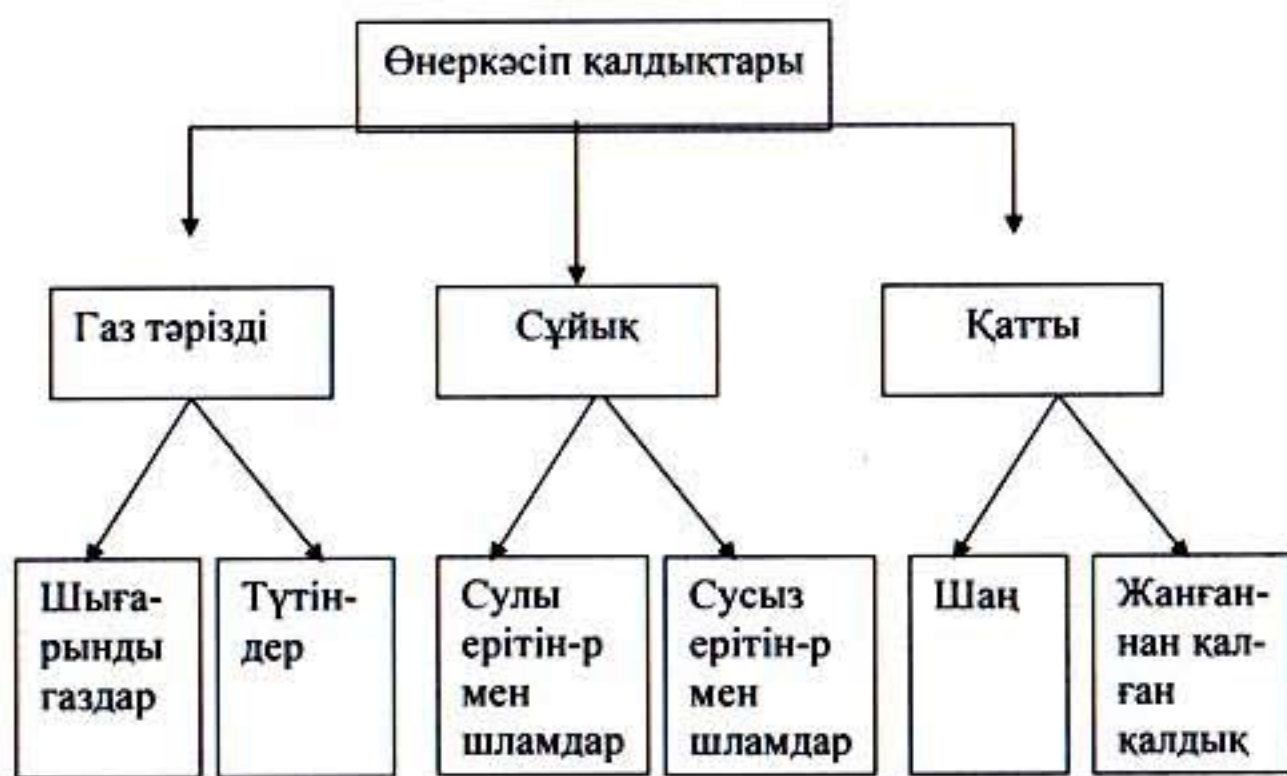 Өнеркәсіп қалдықтары
Газ тәрізді
Сұйық
Қатты
Шыға-
рынды
газдар
Түтін-
дер
Сулы
ерітін-р
мен
шламдар
Сусыз
ерітін-р
мен
шламдар
Шаң
Жанған-
нан қал-
ған
қалдық